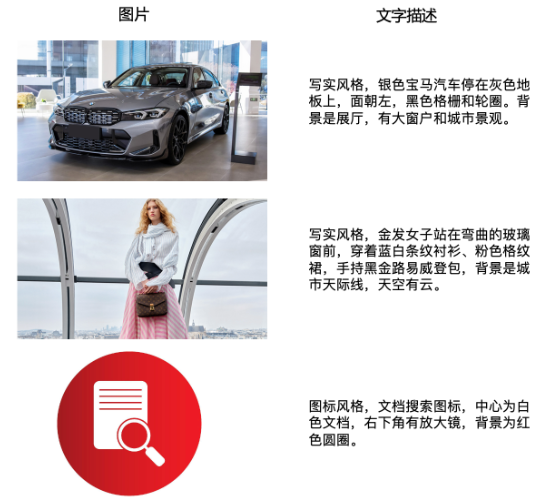 图片
文字描述
写实风格，银色宝马汽车停在灰色地
板上，面朝左，黑色格栅和轮圈。背
景是展厅，有大窗户和城市景观。
写实风格，金发女子站在弯曲的玻璃
窗前，穿着蓝白条纹衬衫、粉色格纹
裙，手持黑金路易威登包，背景是城
市天际线，天空有云。
图标风格，文档搜索图标，中心为白
色文档，右下角有放大镜，背景为红
色圆圈。